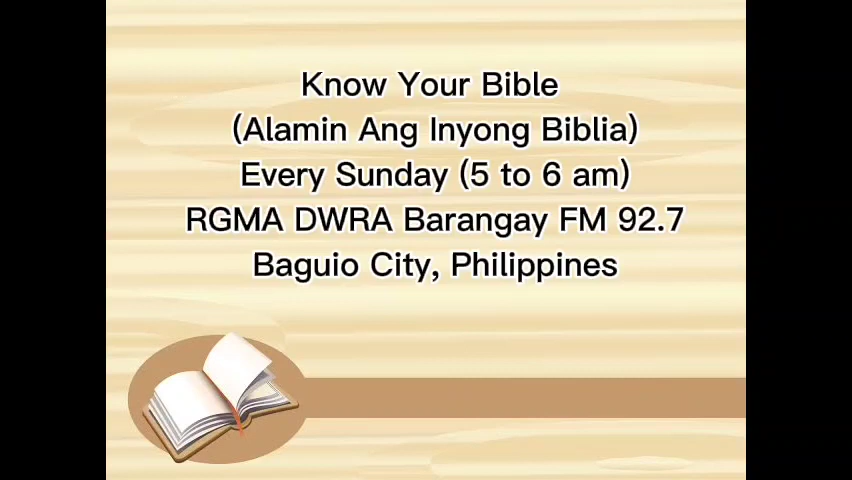 Know Your Bible
(Alamin Ang Inyong Biblia)
Every Sunday (5 to 6 am)
RGMA DWRA Barangay FM 92.7
Baguio City, Philippines